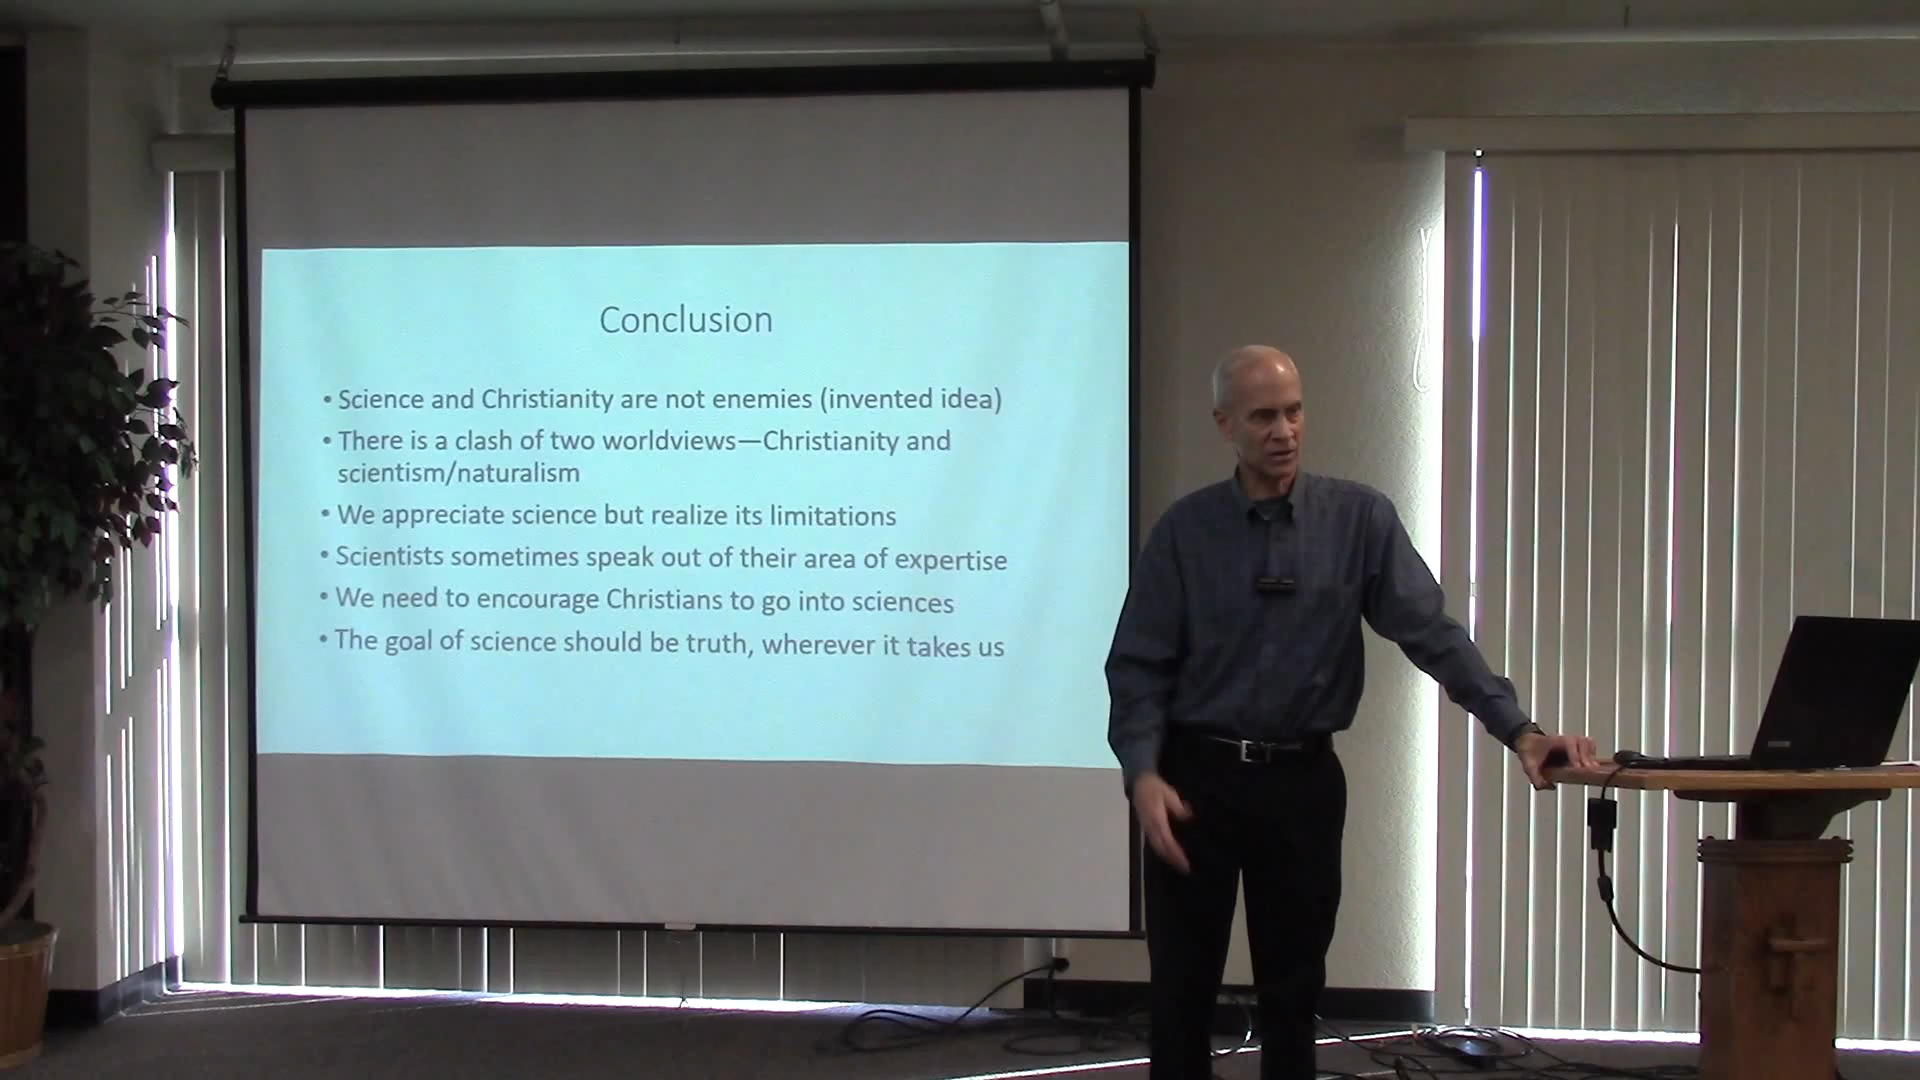 Conclusion
• Science and Christianity are not enemies (invented idea)
• There is a clash of two worldviews—Christianity and
scientism/naturalism
• We appreciate science but realize its limitations
• Scientists sometimes speak out of their area of expertise
• We need to encourage Christians to go into sciences
• The goal of science should be truth, wherever it takes us